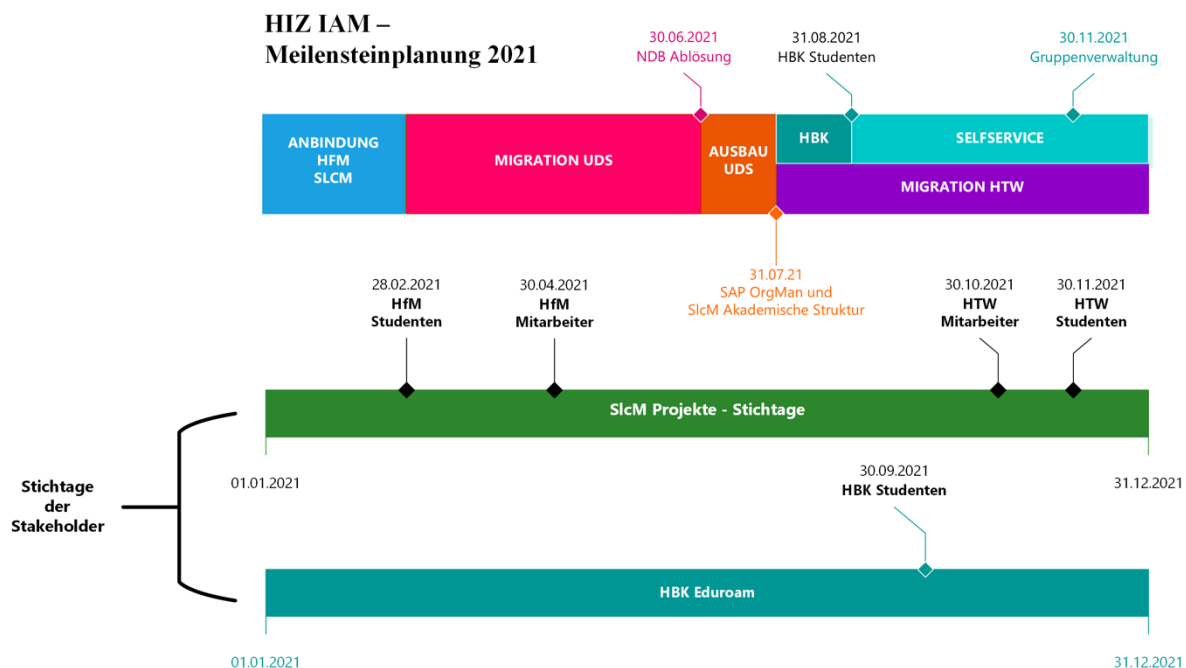 HIZ IAM –
Meilensteinplanung 2021
30.06.2021
NDB Ablösung
31.08.2021
HBK Studenten
30.11.2021
Gruppenverwaltung
ANBINDUNG
HFM
SLCM
MIGRATION UDS
AUSBAU
UDS
HBK
SELFSERVICE
MIGRATION HTW
31.07.21
SAP OrgMan und
SlcM Akademische Struktur
28.02.2021
HfM
Studenten
30.04.2021
HfM
Mitarbeiter
30.10.2021
HTW
Mitarbeiter
30.11.2021
HTW
Studenten
SlcM Projekte - Stichtage
01.01.2021
31.12.2021
Stichtage
der
Stakeholder
30.09.2021
HBK Studenten
HBK Eduroam
01.01.2021
31.12.2021